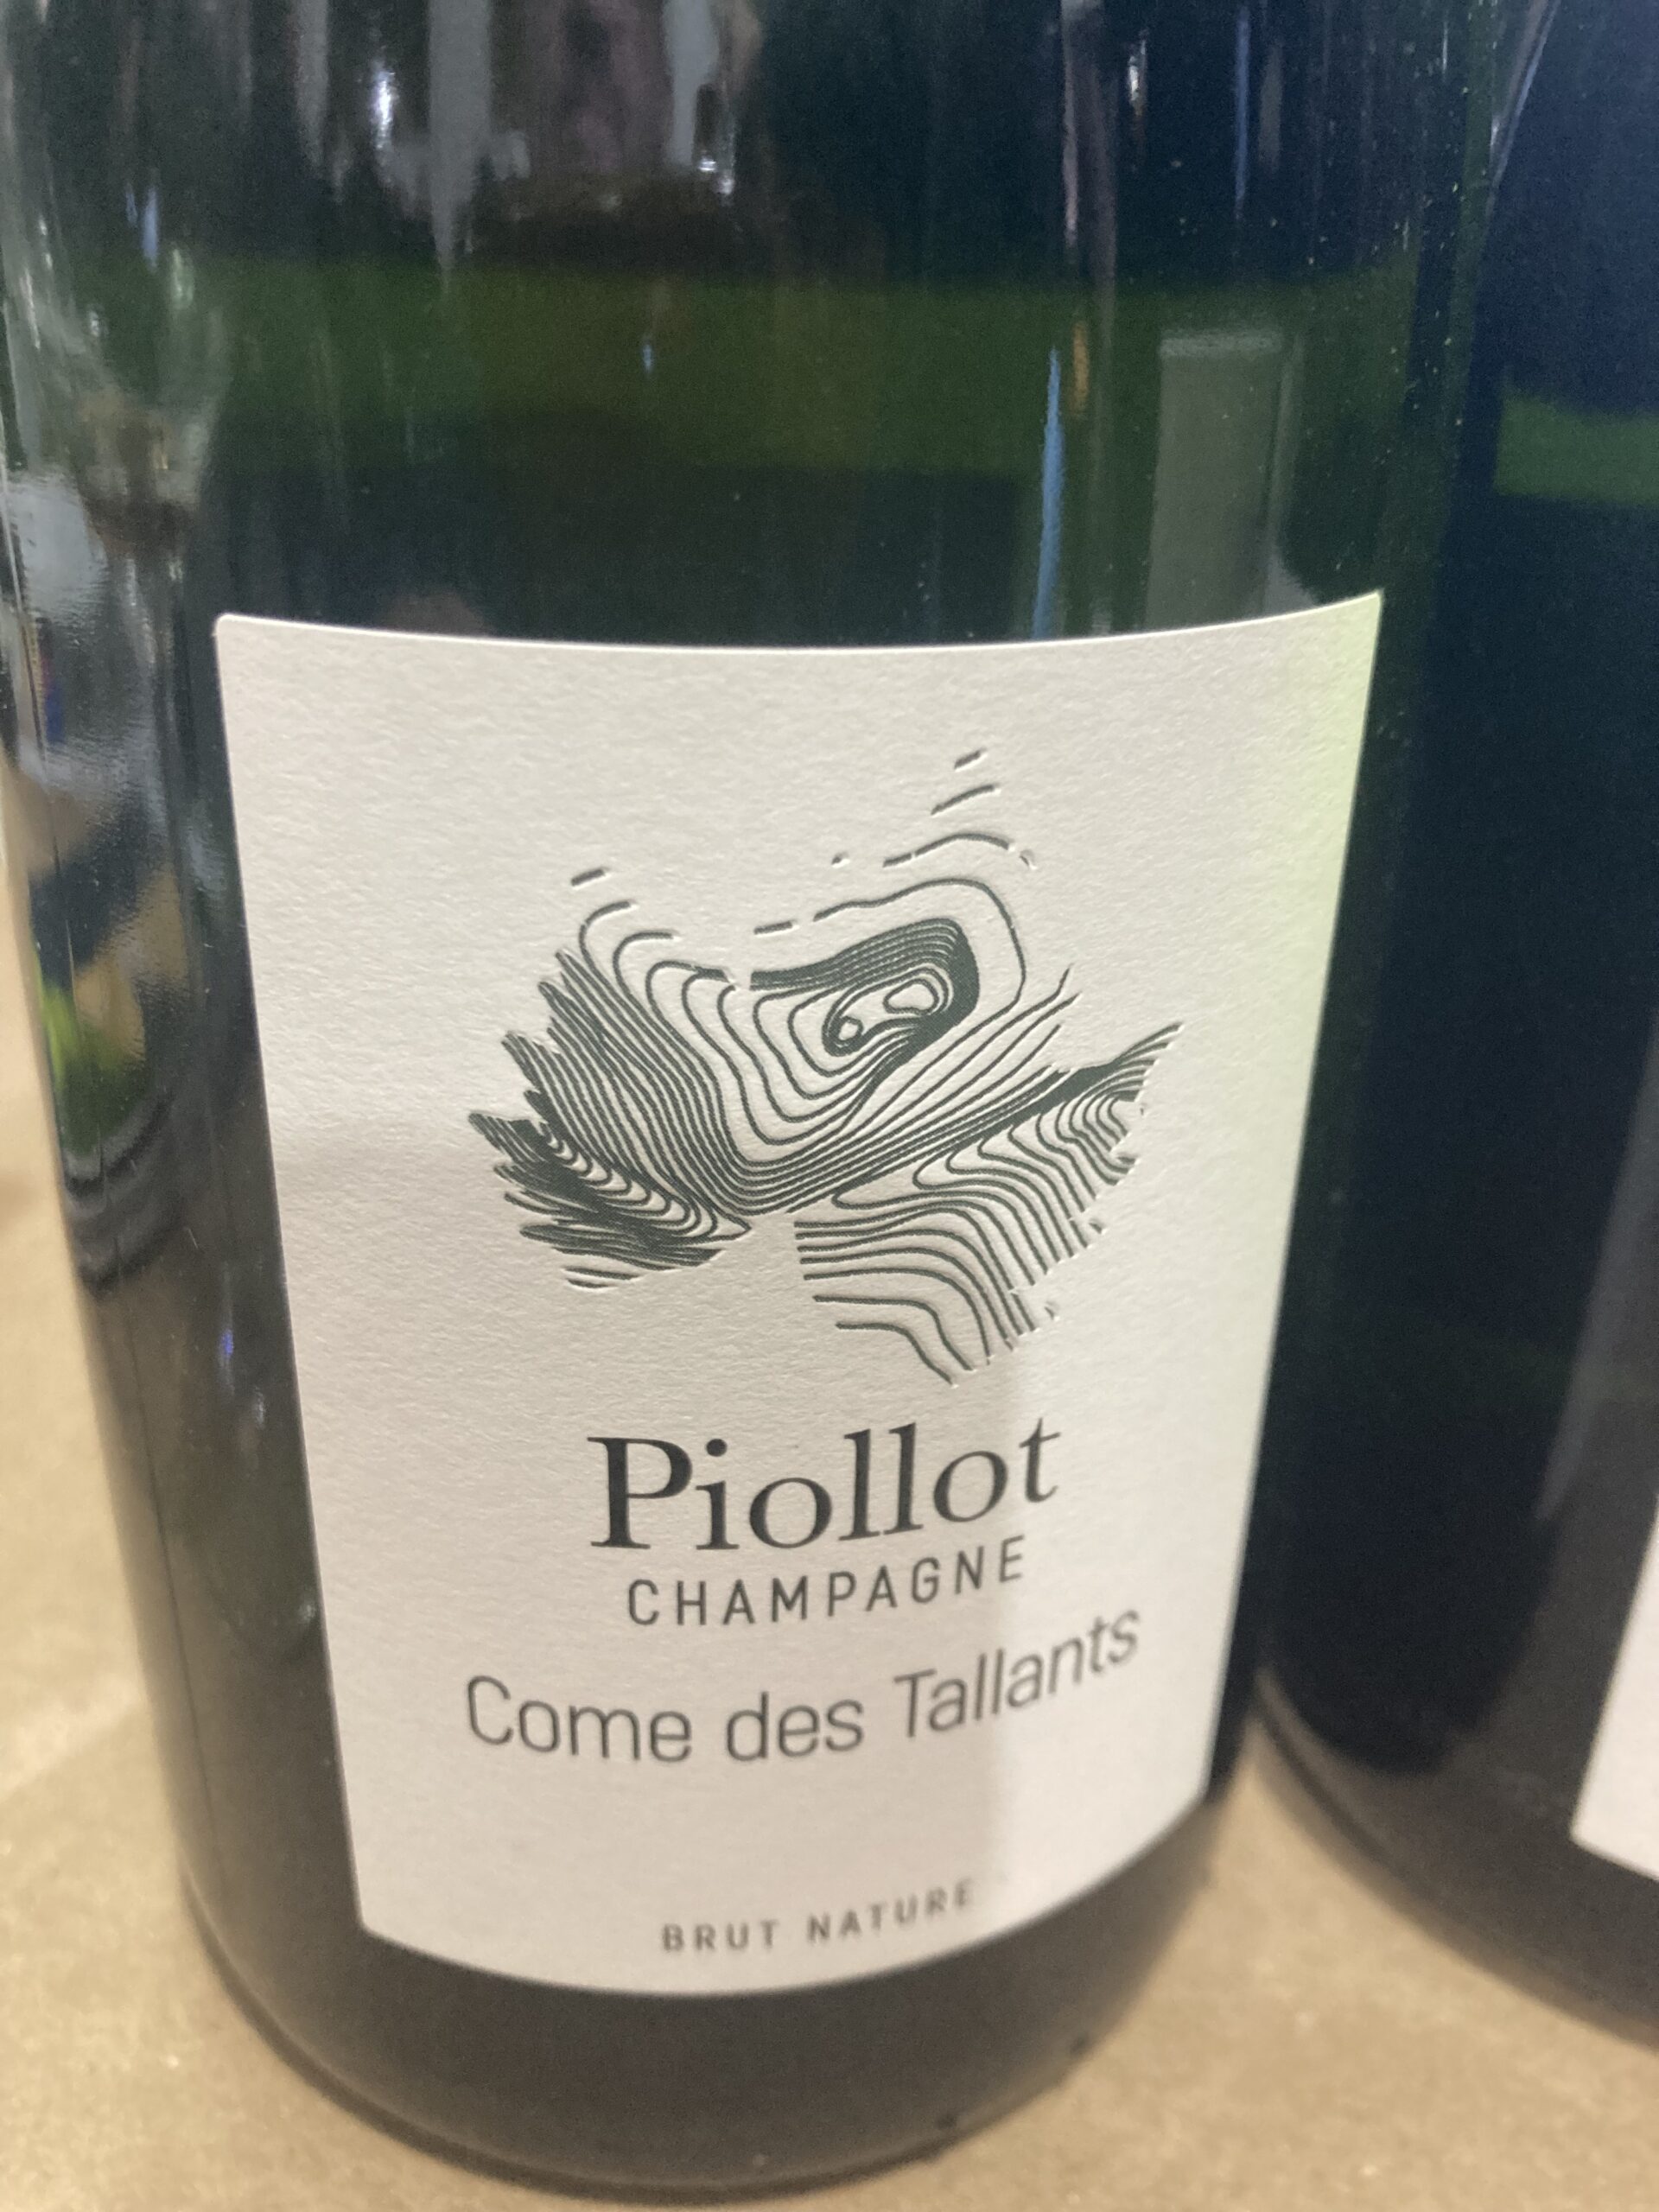 Piollot
CHAMPAGNE
Come des Tallants
BRUT NATURE